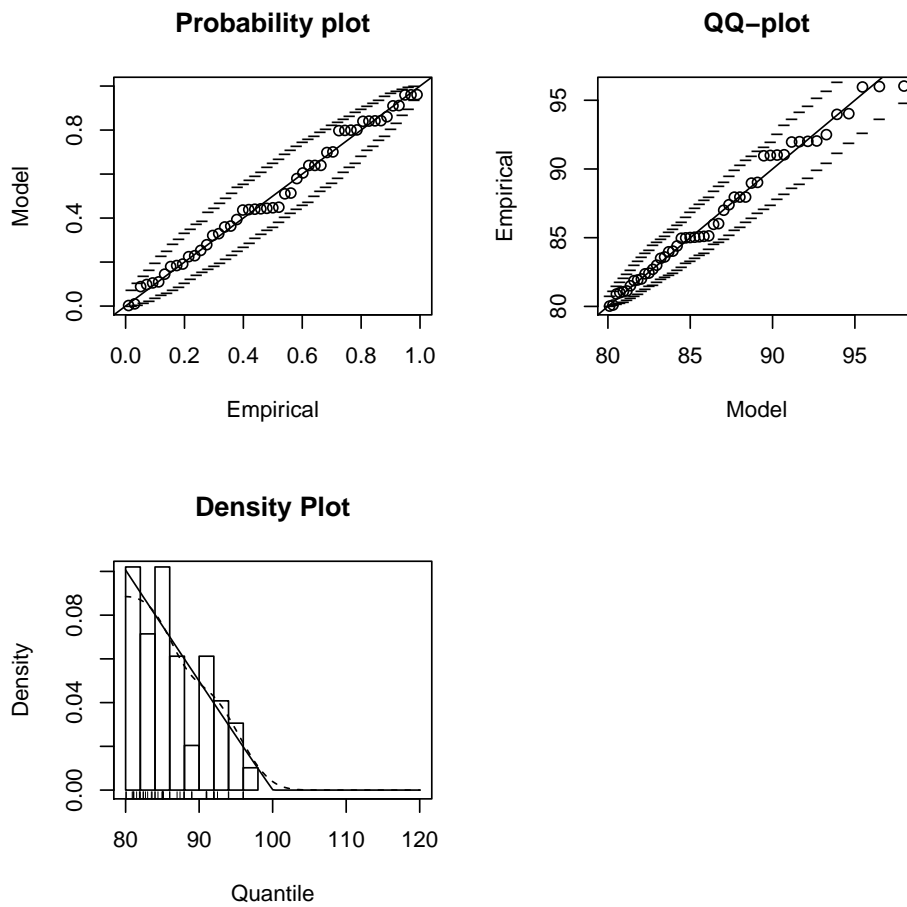 Probability plot
Model
0.0 0.4 0.8
0.0 0.2 0.4 0.6 0.8 1.0
Empirical
QQ−plot
Empirical
80 85 90 95
80 85 90 95
Model
Density Plot
Density
0.00 0.04 0.08
80 90 100 110 120
Quantile